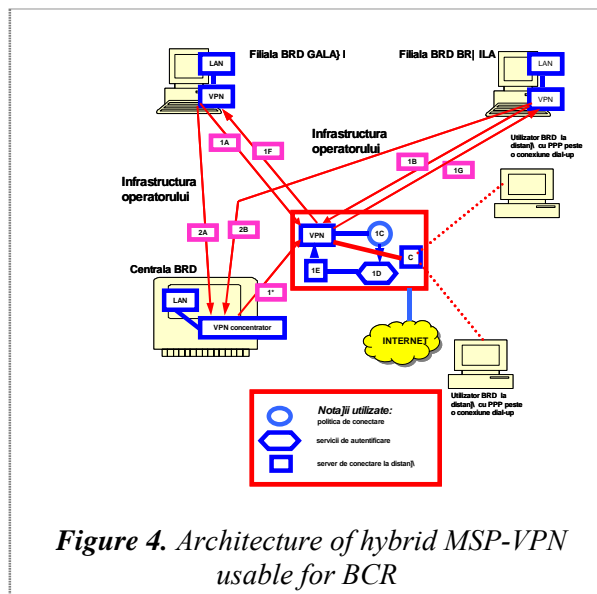 Filiala BRD GALA} I
Filiala BRD BR| ILA
LAN
VPN
LAN
VPN
Infrastructura
operatorului
Utilizator BRD la
distan]\ cu PPP peste
o conexiune dial-up
1A
1F
1B
1G
Infrastructura
operatorului
2A
2B
VPN
1C
C
1E
1D
Centrala BRD
1*
LAN
VPN concentrator
INTERNET
Utilizator BRD la
distan]\ cu PPP peste
o conexiune dial-up
Nota]ii utilizate:
politica de conectare
servicii de autentificare
server de conectare la distan]\
Figure 4. Architecture of hybrid MSP-VPN
usable for BCR